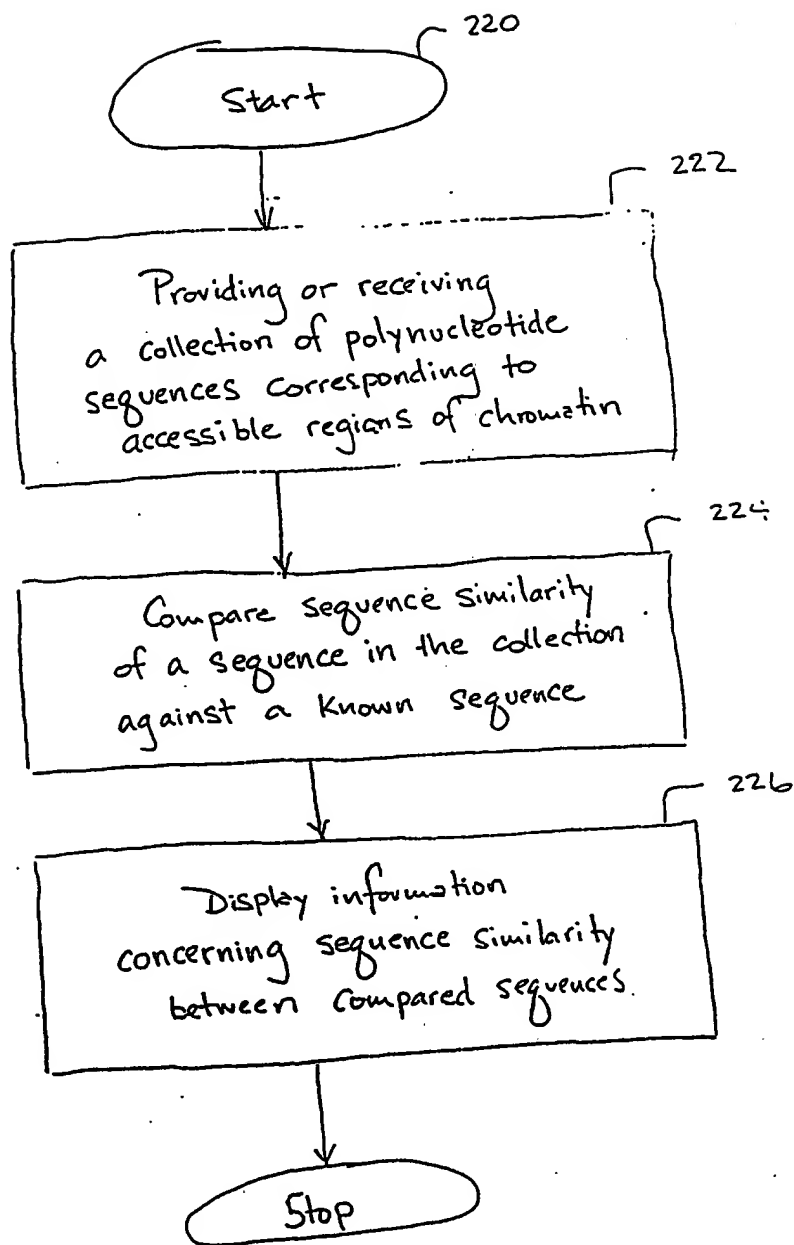 220
Start
222
Providing or receiving
a collection of polynucleotide
sequences corresponding to
accessible regions of chromatin
224
Compare sequence similarity
of a sequence in the collection
against a known sequence
226
Display information
concerning sequence similarity
between compared sequences.
Stop